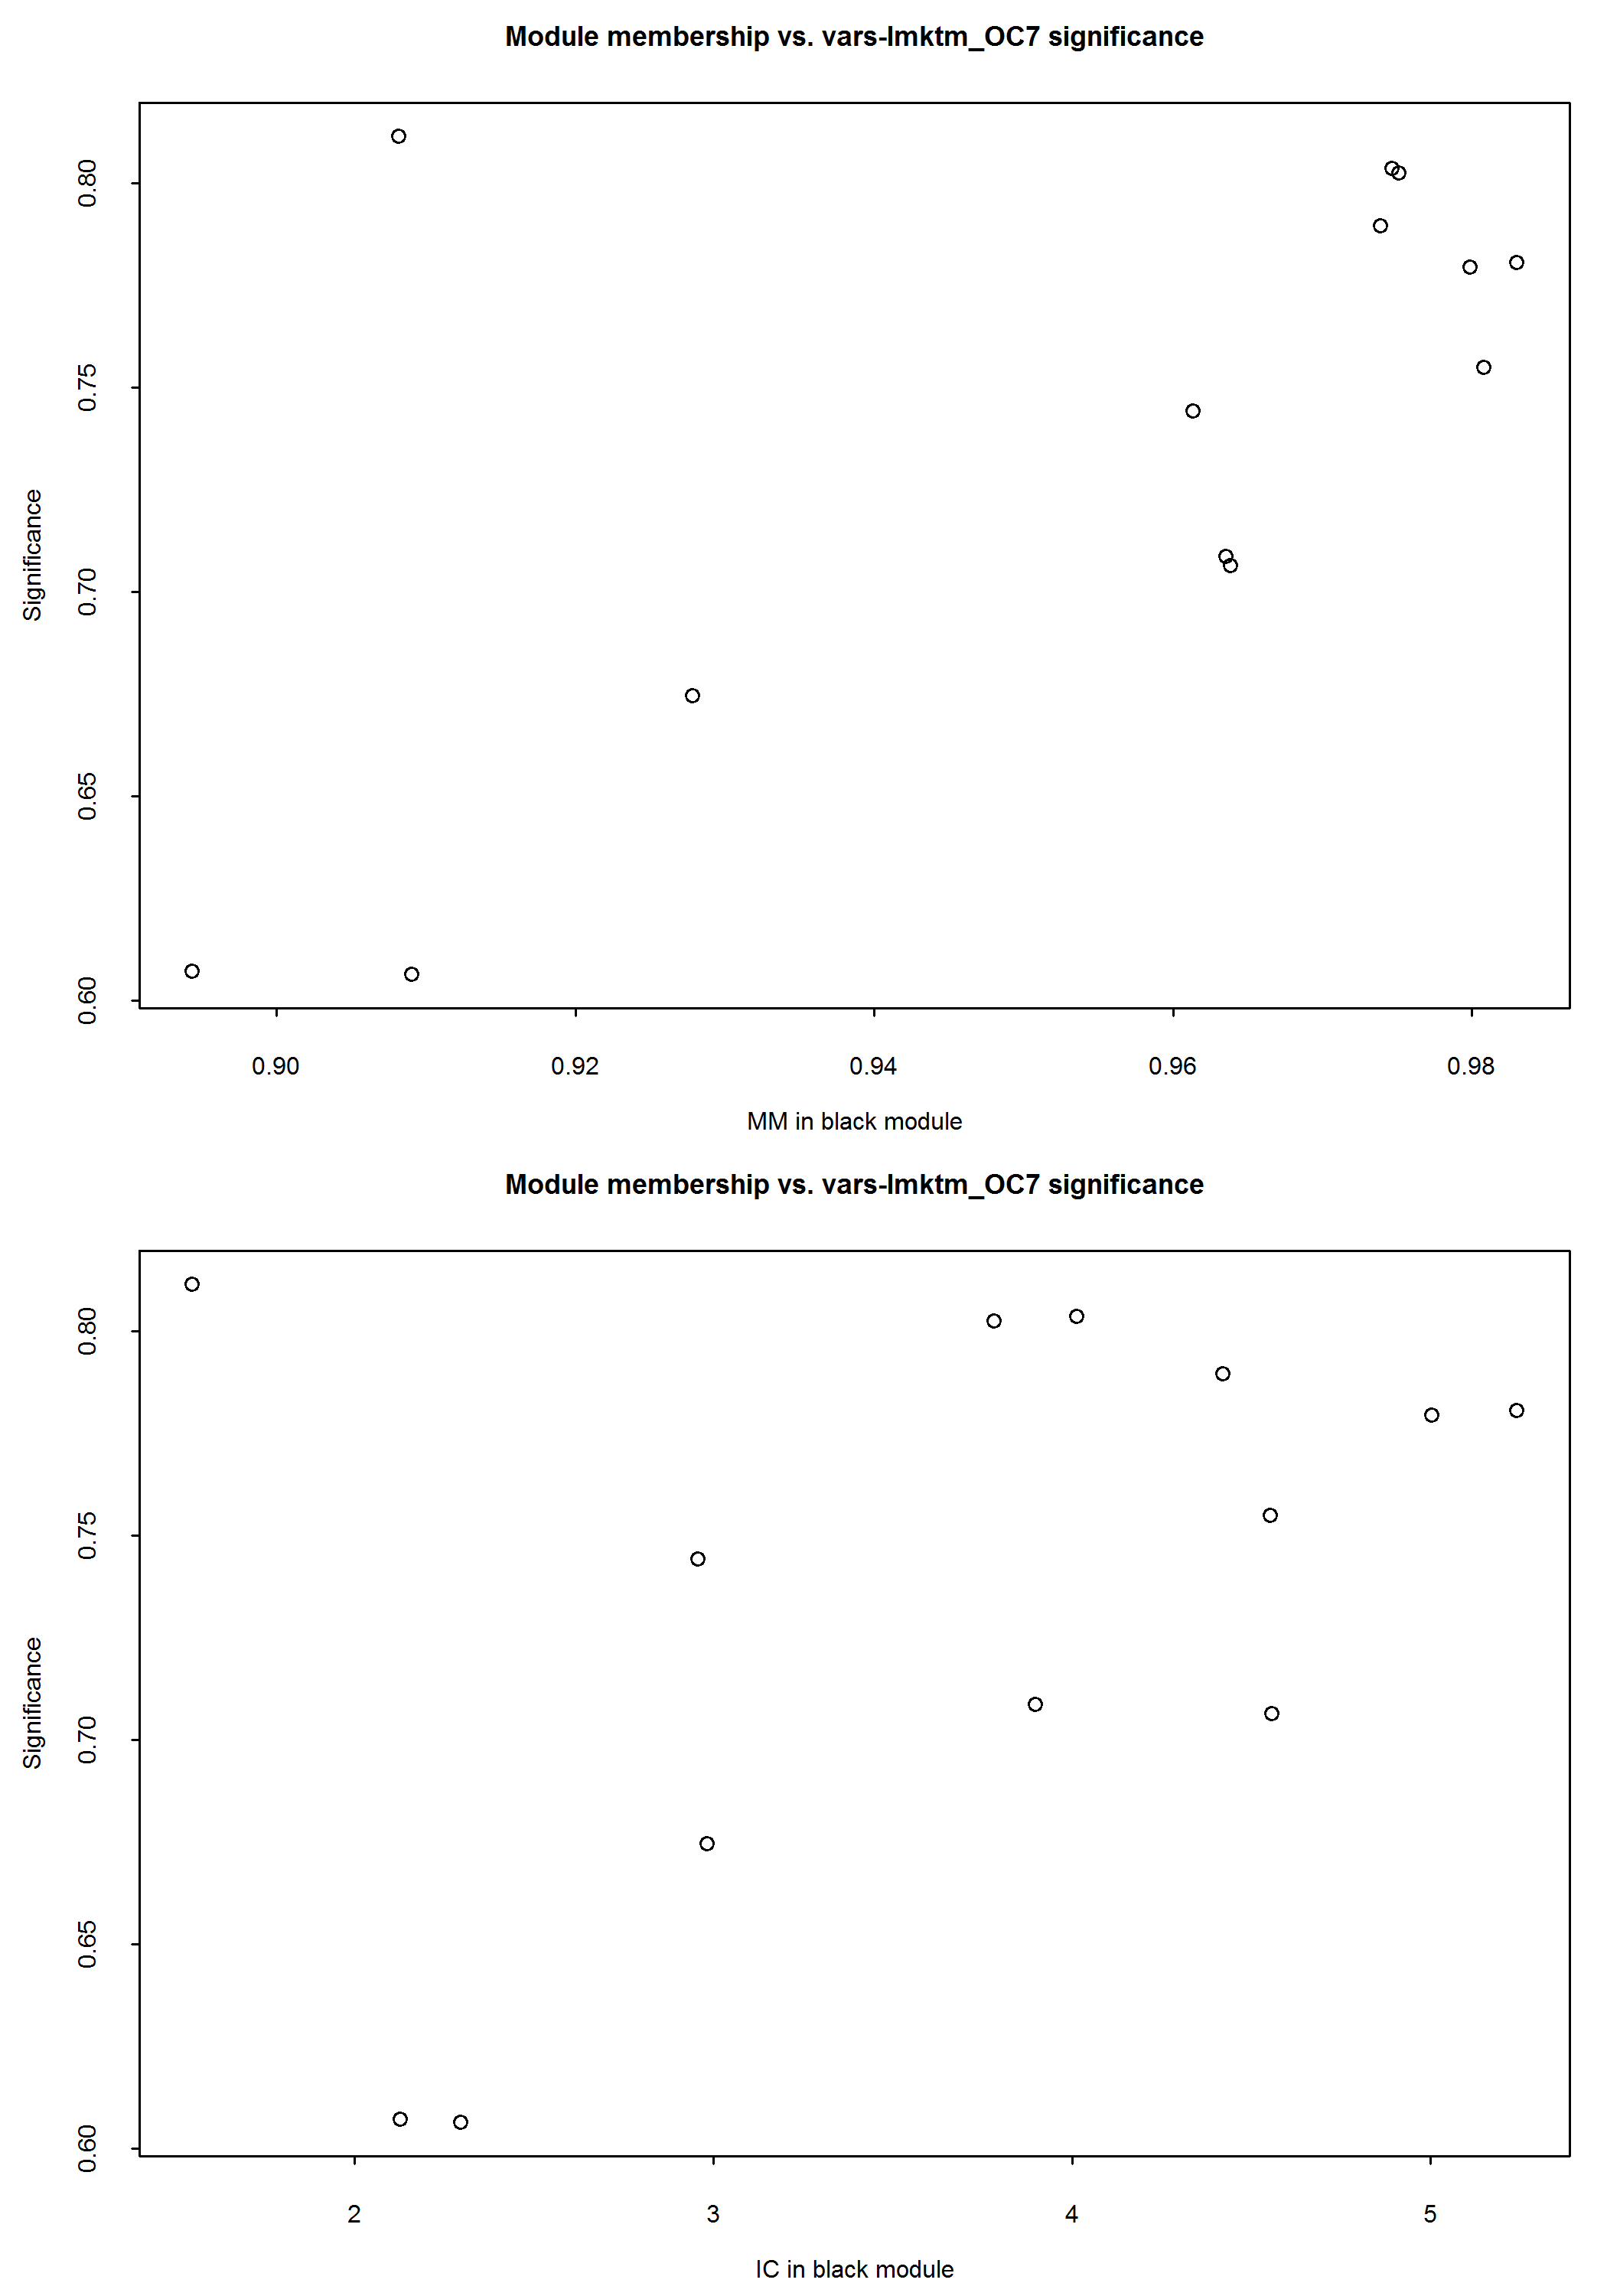 Module membership vs. vars-lmktm_OC7 significance
0.80
0.75
0.70
0.65
0.60
Significance
0.90 0.92 0.94 0.96 0.98
MM in black module
Module membership vs. vars-lmktm_OC7 significance
0.80
0.75
0.70
0.65
0.60
Significance
2 3 4 5
IC in black module